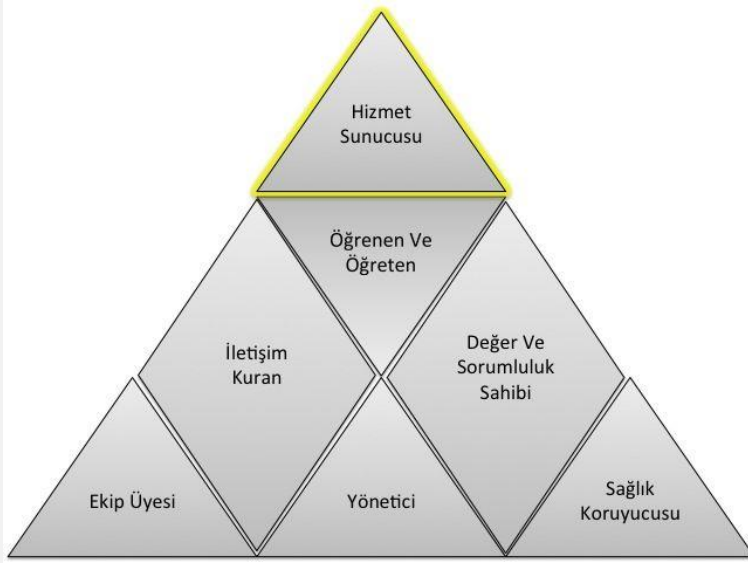 Hizmet
Sunucusu
Öğrenen Ve
Öğreten
İletişim
Kuran
Değer Ve
Sorumluluk
Sahibi
Ekip Üyesi
Yönetici
Sağlık
Koruyucusu